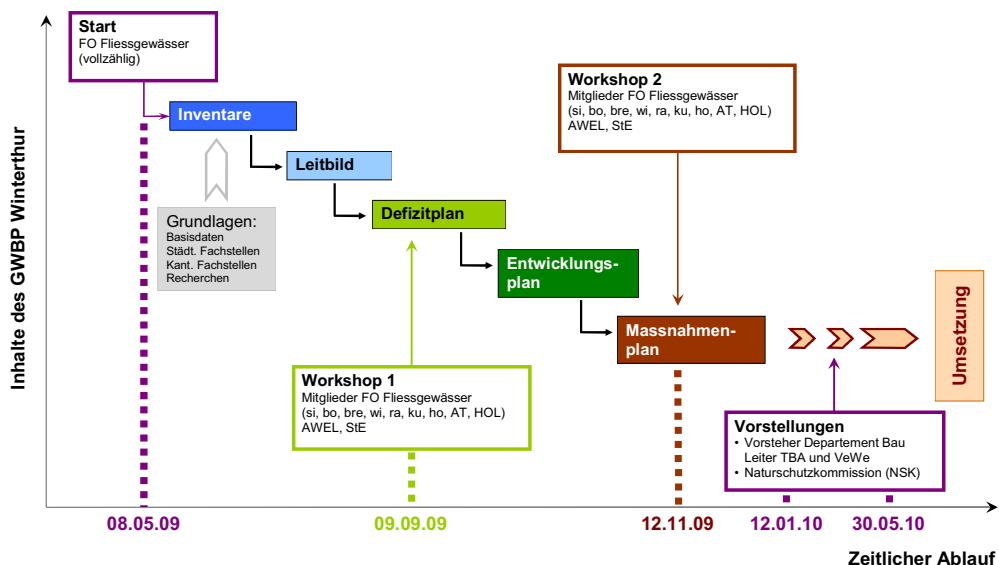 Inhalte des GWBP Winterthur
Start
FO Fliessgewässer
(vollzählig)
Inventare
Leitbild
Grundlagen:
Basisdaten
Städt. Fachstellen
Kant. Fachstellen
Recherchen
Defizitplan
Entwicklungs-
plan
Massnahmen-
plan
Workshop 2
Mitglieder FO Fliessgewässer
(si, bo, bre, wi, ra, ku, ho, AT, HOL)
AWEL, StE
Workshop 1
Mitglieder FO Fliessgewässer
(si, bo, bre, wi, ra, ku, ho, AT, HOL)
AWEL, StE
Umsetzung
Vorstellungen
• Vorsteher Departement Bau
Leiter TBA und VeWe
• Naturschutzkommission (NSK)
08.05.09
09.09.09
12.11.09
12.01.10
30.05.10
Zeitlicher Ablauf